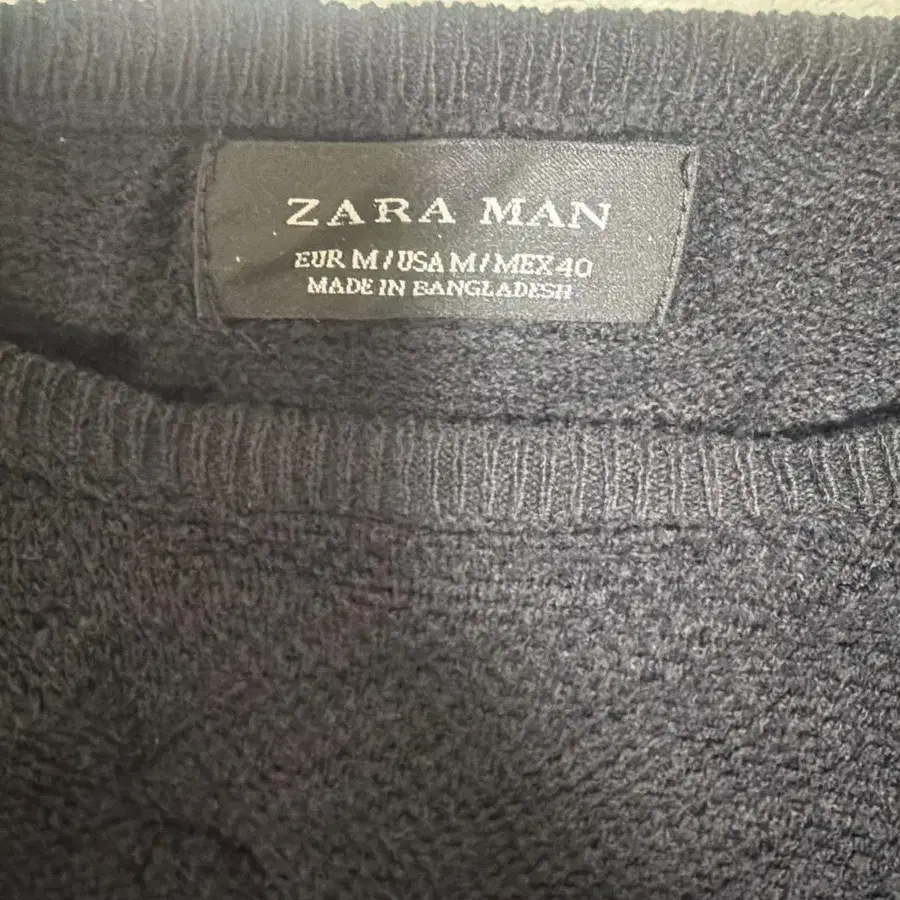 ZARA MAN
EUR M / USA M / MEX 40
MADE IN BANGLADESH